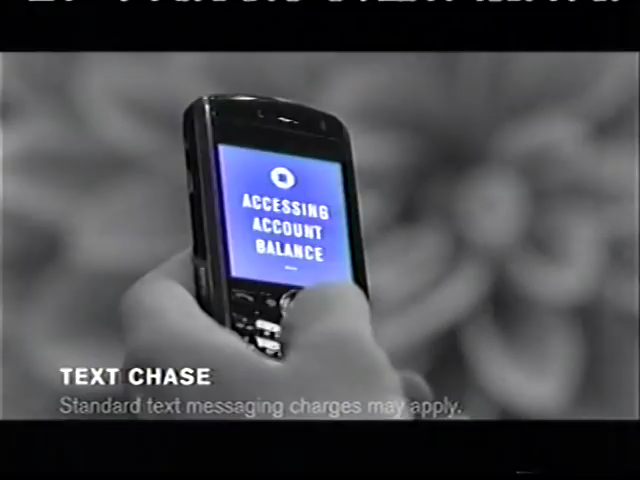 ACCESSING
ACCOUNT
BALANCE
TEXT CHASE
Standard text messaging charges may apply.